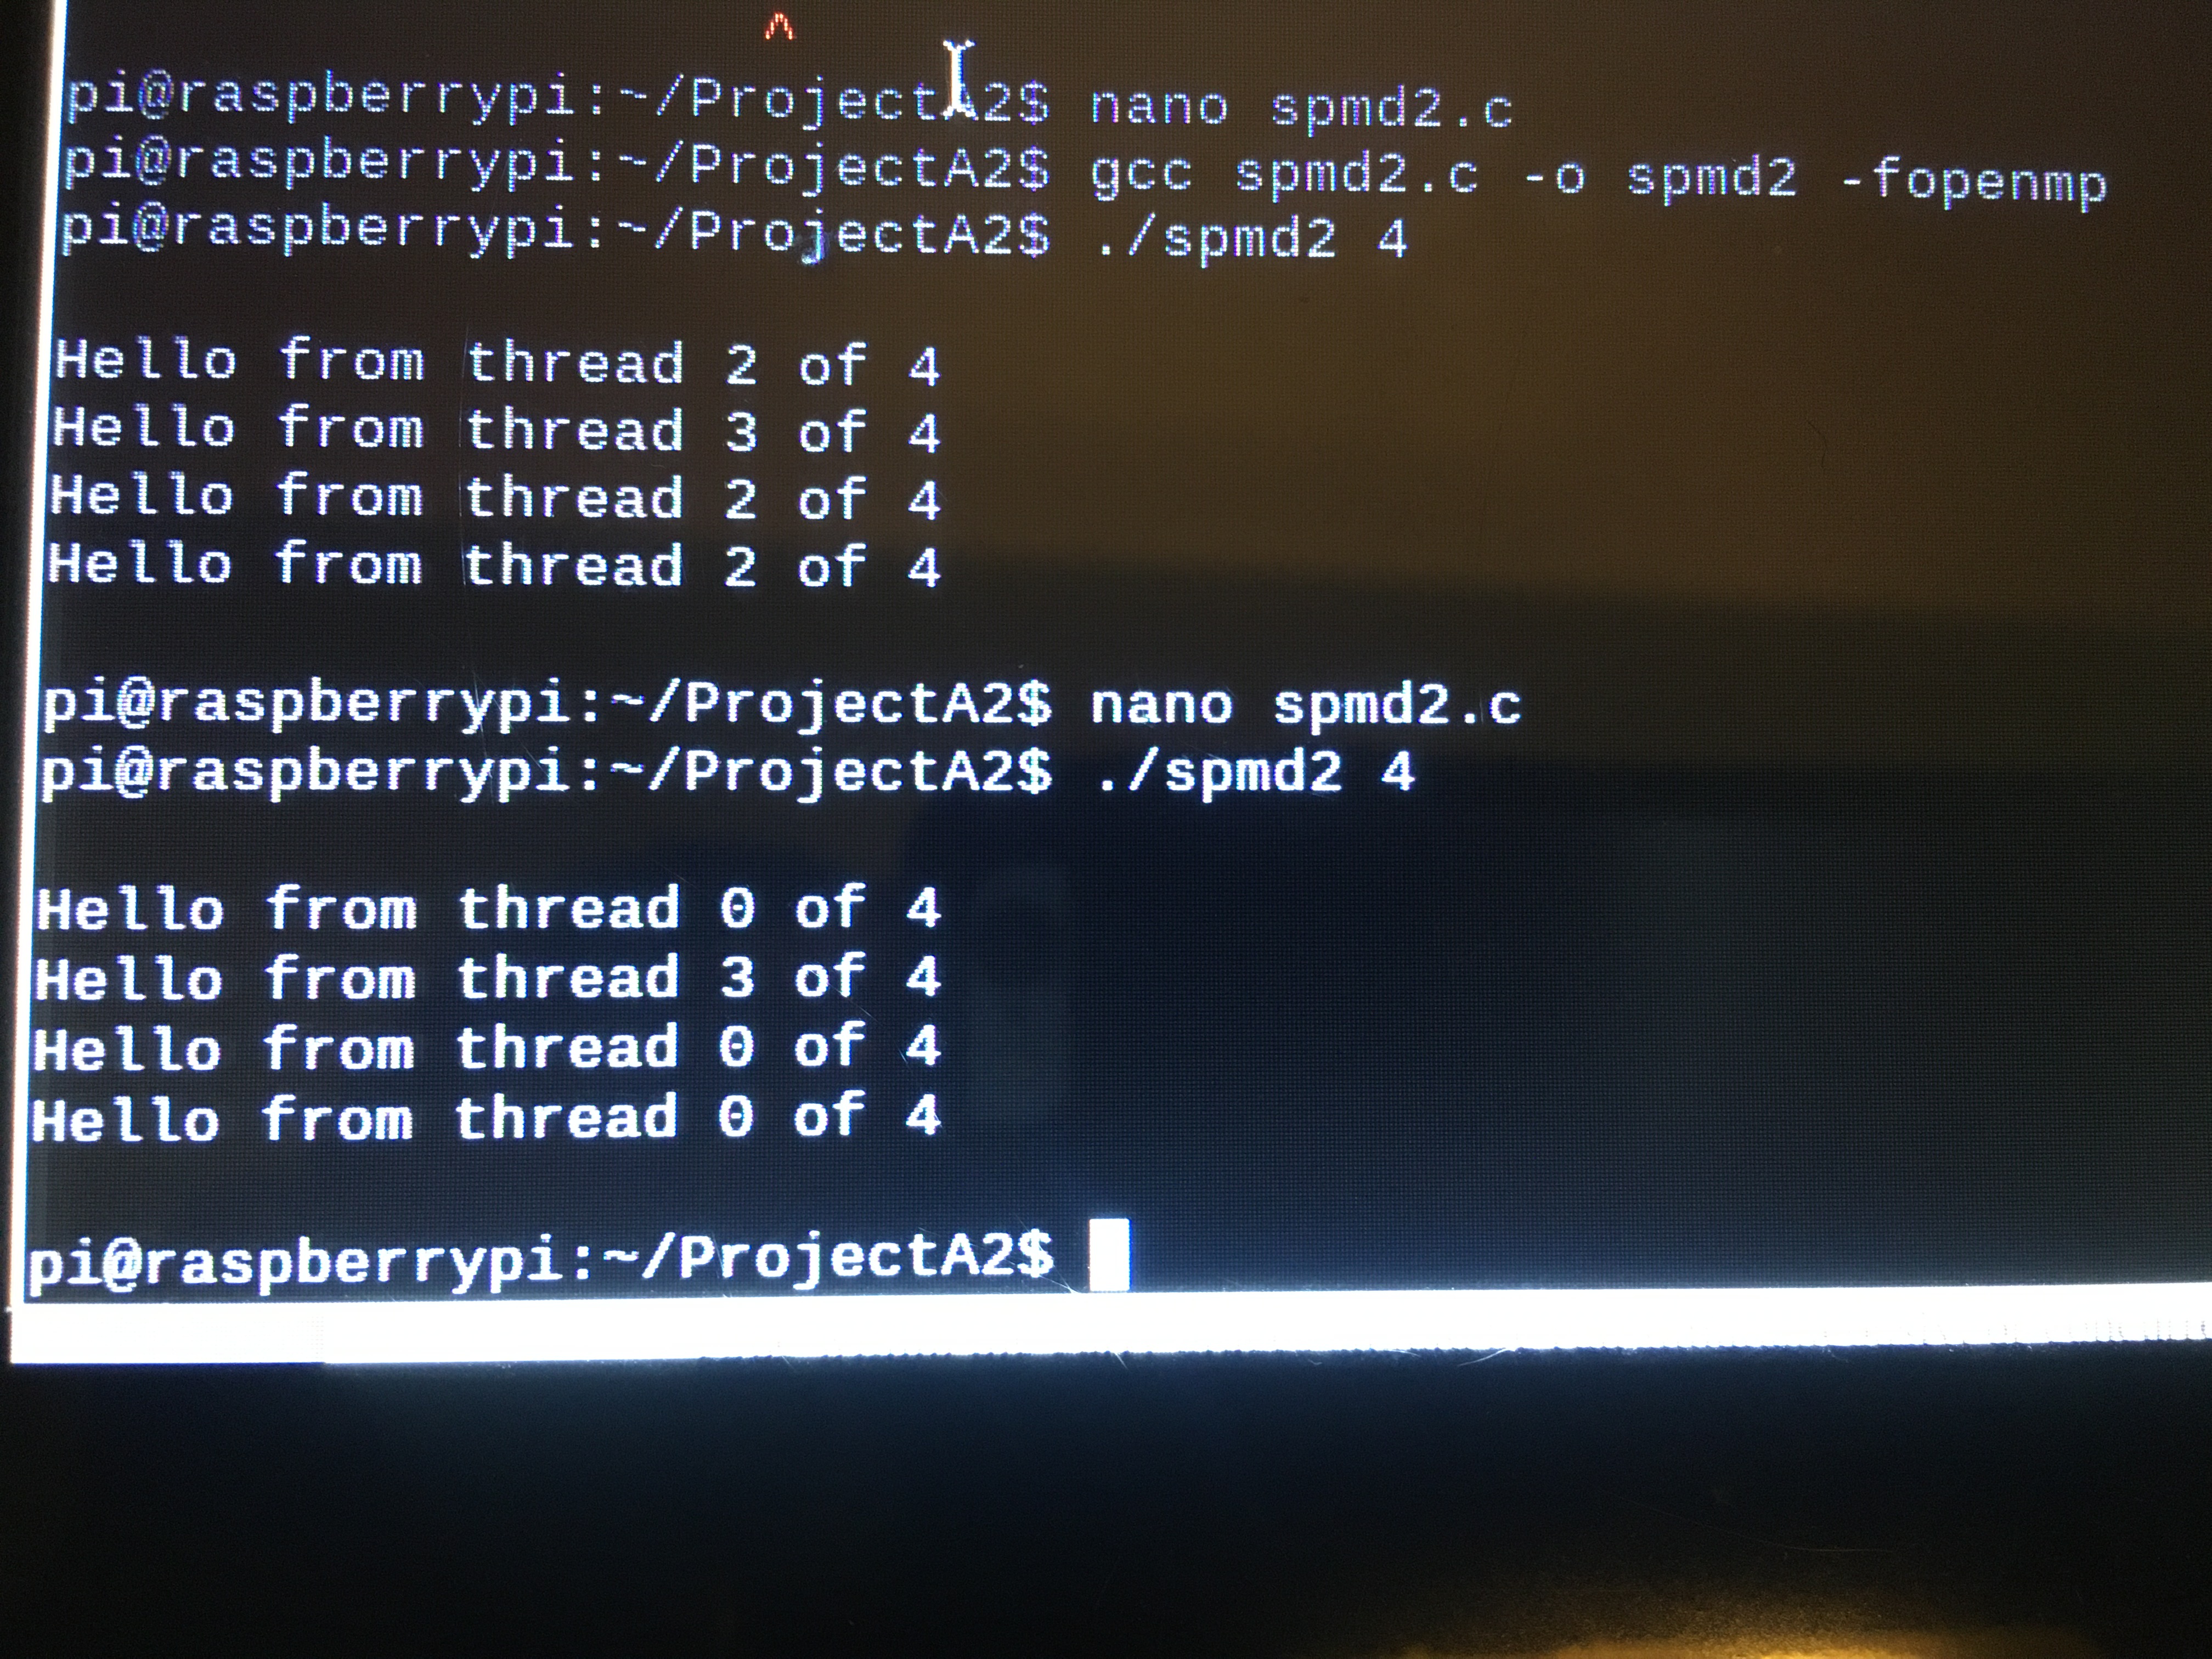 ^
pi@raspberrypi:~/ProjectA2$ nano spmd2.c
pi@raspberrypi:~/ProjectA2$ gcc spmd2.c -o spmd2 -fopenmp
pi@raspberrypi:~/ProjectA2$ ./spmd2 4
Hello from thread 2 of 4
Hello from thread 3 of 4
Hello from thread 2 of 4
Hello from thread 2 of 4
pi@raspberrypi:~/ProjectA2$ nano spmd2.c
pi@raspberrypi:~/ProjectA2$ ./spmd2 4
Hello from thread 0 of 4
Hello from thread 3 of 4
Hello from thread 0 of 4
Hello from thread 0 of 4
pi@raspberrypi:~/ProjectA2$